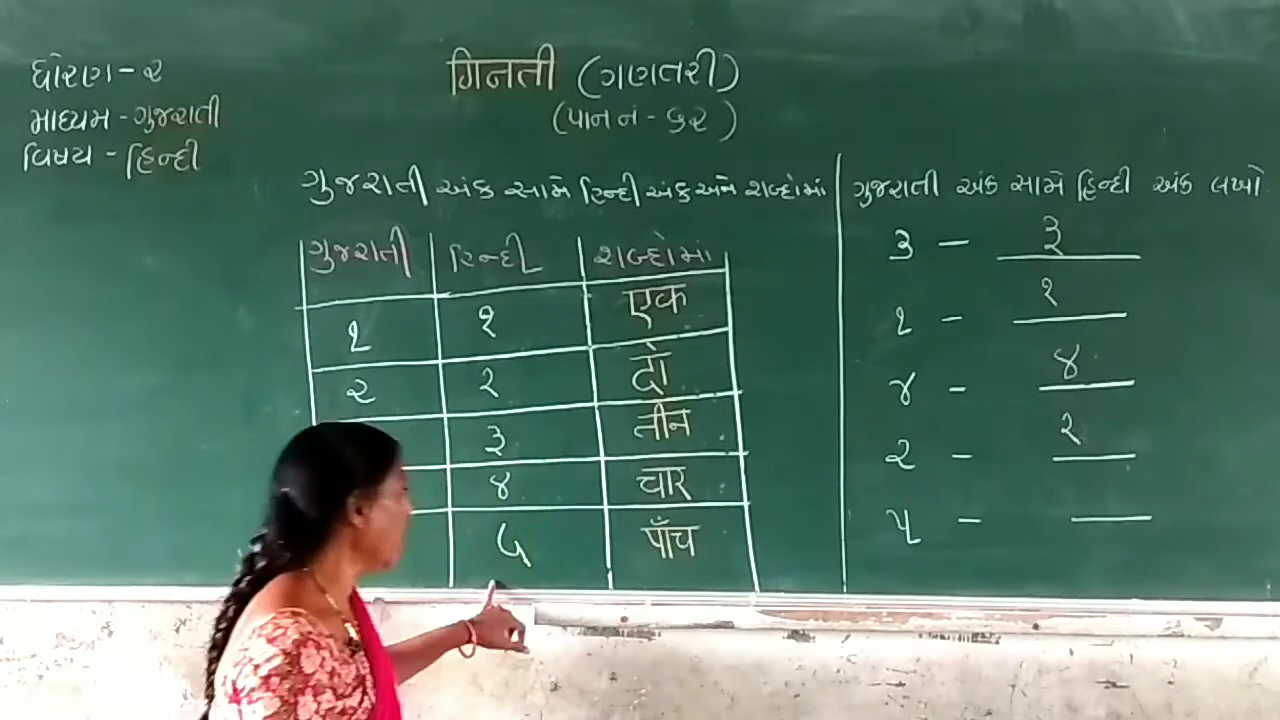 ધોરણ - ૨
માધ્યમ - ગુજરાતી
વિષય - હિન્દી
गिनती (ગણતરી)
(પાન નં - ૬૨)
ગુજરાતી અંક સામે હિન્દી અંક અને શબ્દોમાં
ગુજરાતી હિન્દી શબ્દોમાં
૧ १ एक
૨ २ दो
३ तीन
४ चार
५ पाँच
ગુજરાતી અંક સામે હિન્દી અંક લખો
૩ - ३
૧ - १
૪ - ४
૨ - २
૫ -